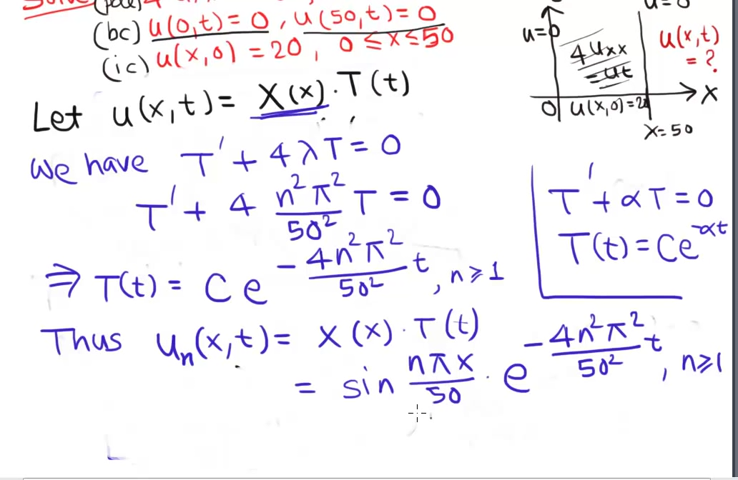 (bc) u(0,t) = 0 , u(50,t) = 0
(ic) u(x,0) = 20 , 0 ≤ x ≤ 50
Let u(x,t) = X(x) · T(t)
We have T' + 4λT = 0
T' + 4 n²π²/50² T = 0
⇒ T(t) = C e^(-4n²π²/50² t) , n ≥ 1
Thus uₙ(x,t) = X(x) · T(t)
= sin nπx/50 · e^(-4n²π²/50² t) , n ≥ 1
u=0
4uxx
= ut
u(x,t)
= ?
0
u(x,0)=20
X
x=50
T' + αT = 0
T(t) = Ce^(-αt)